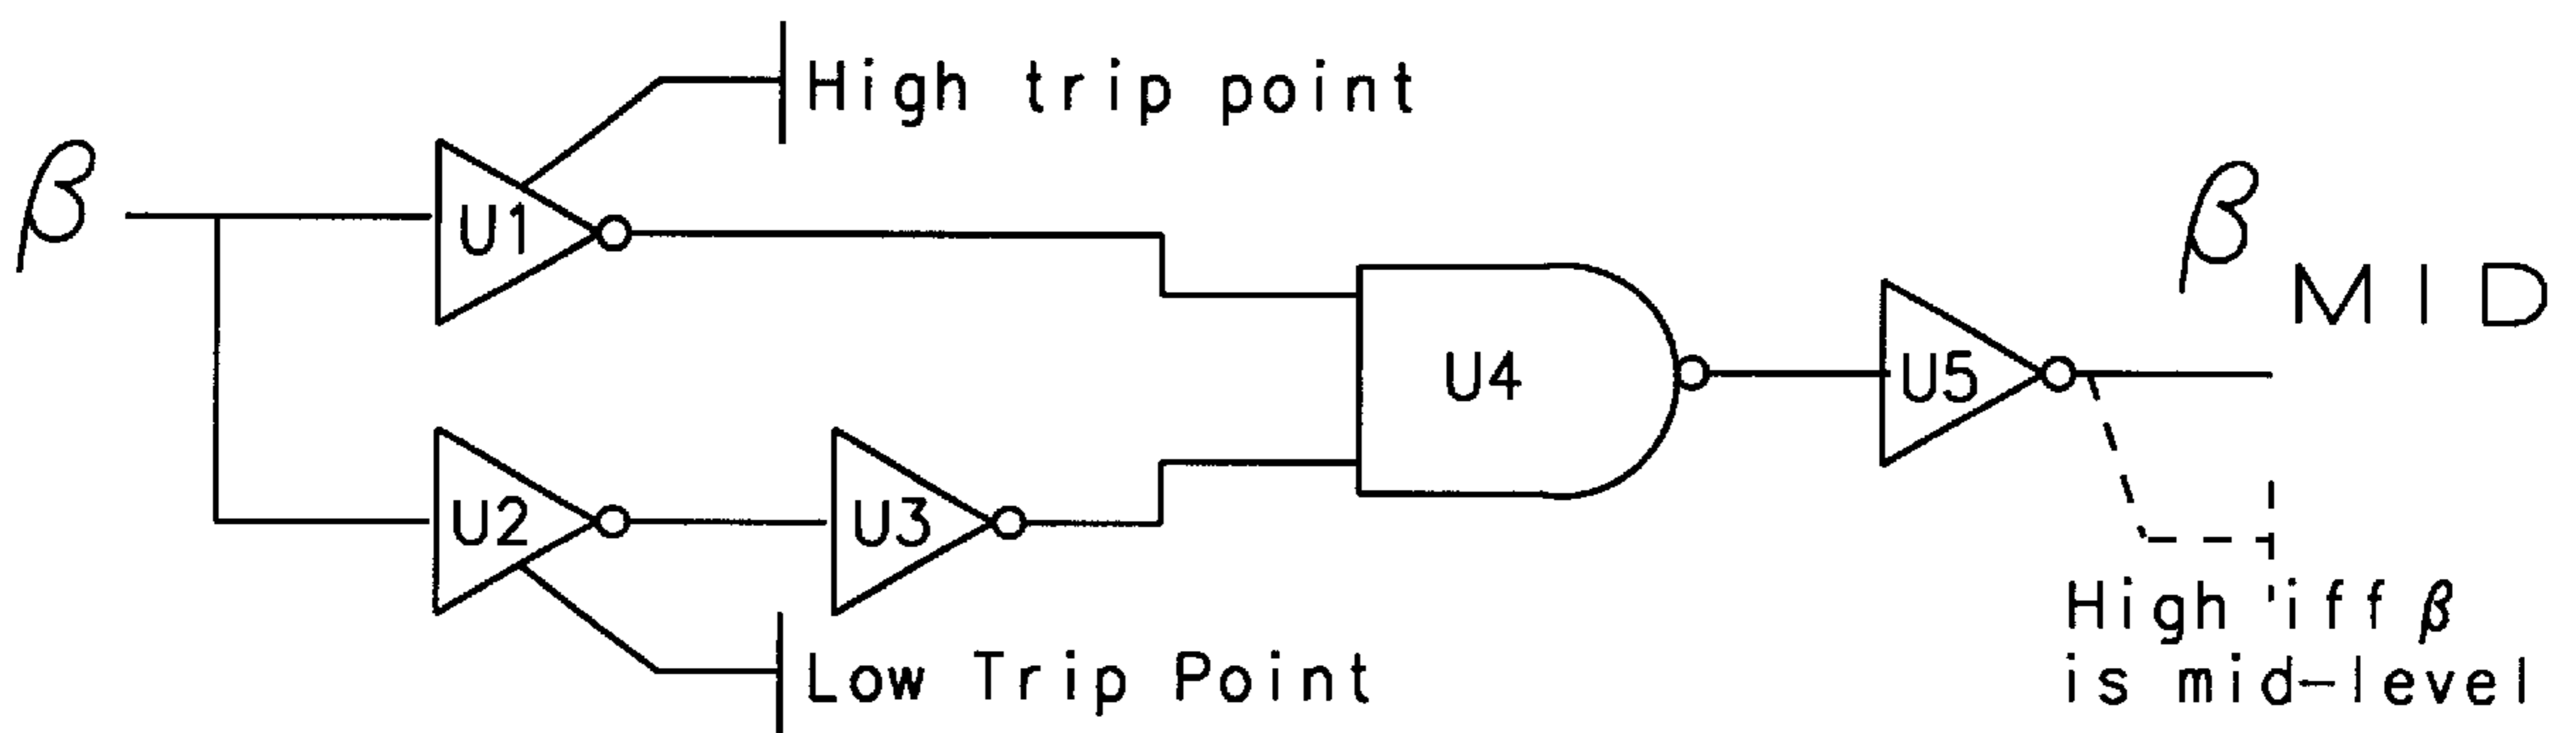 High trip point
β
U1
β MID
U4
U5
U2
U3
High iff β
is mid-level
Low Trip Point